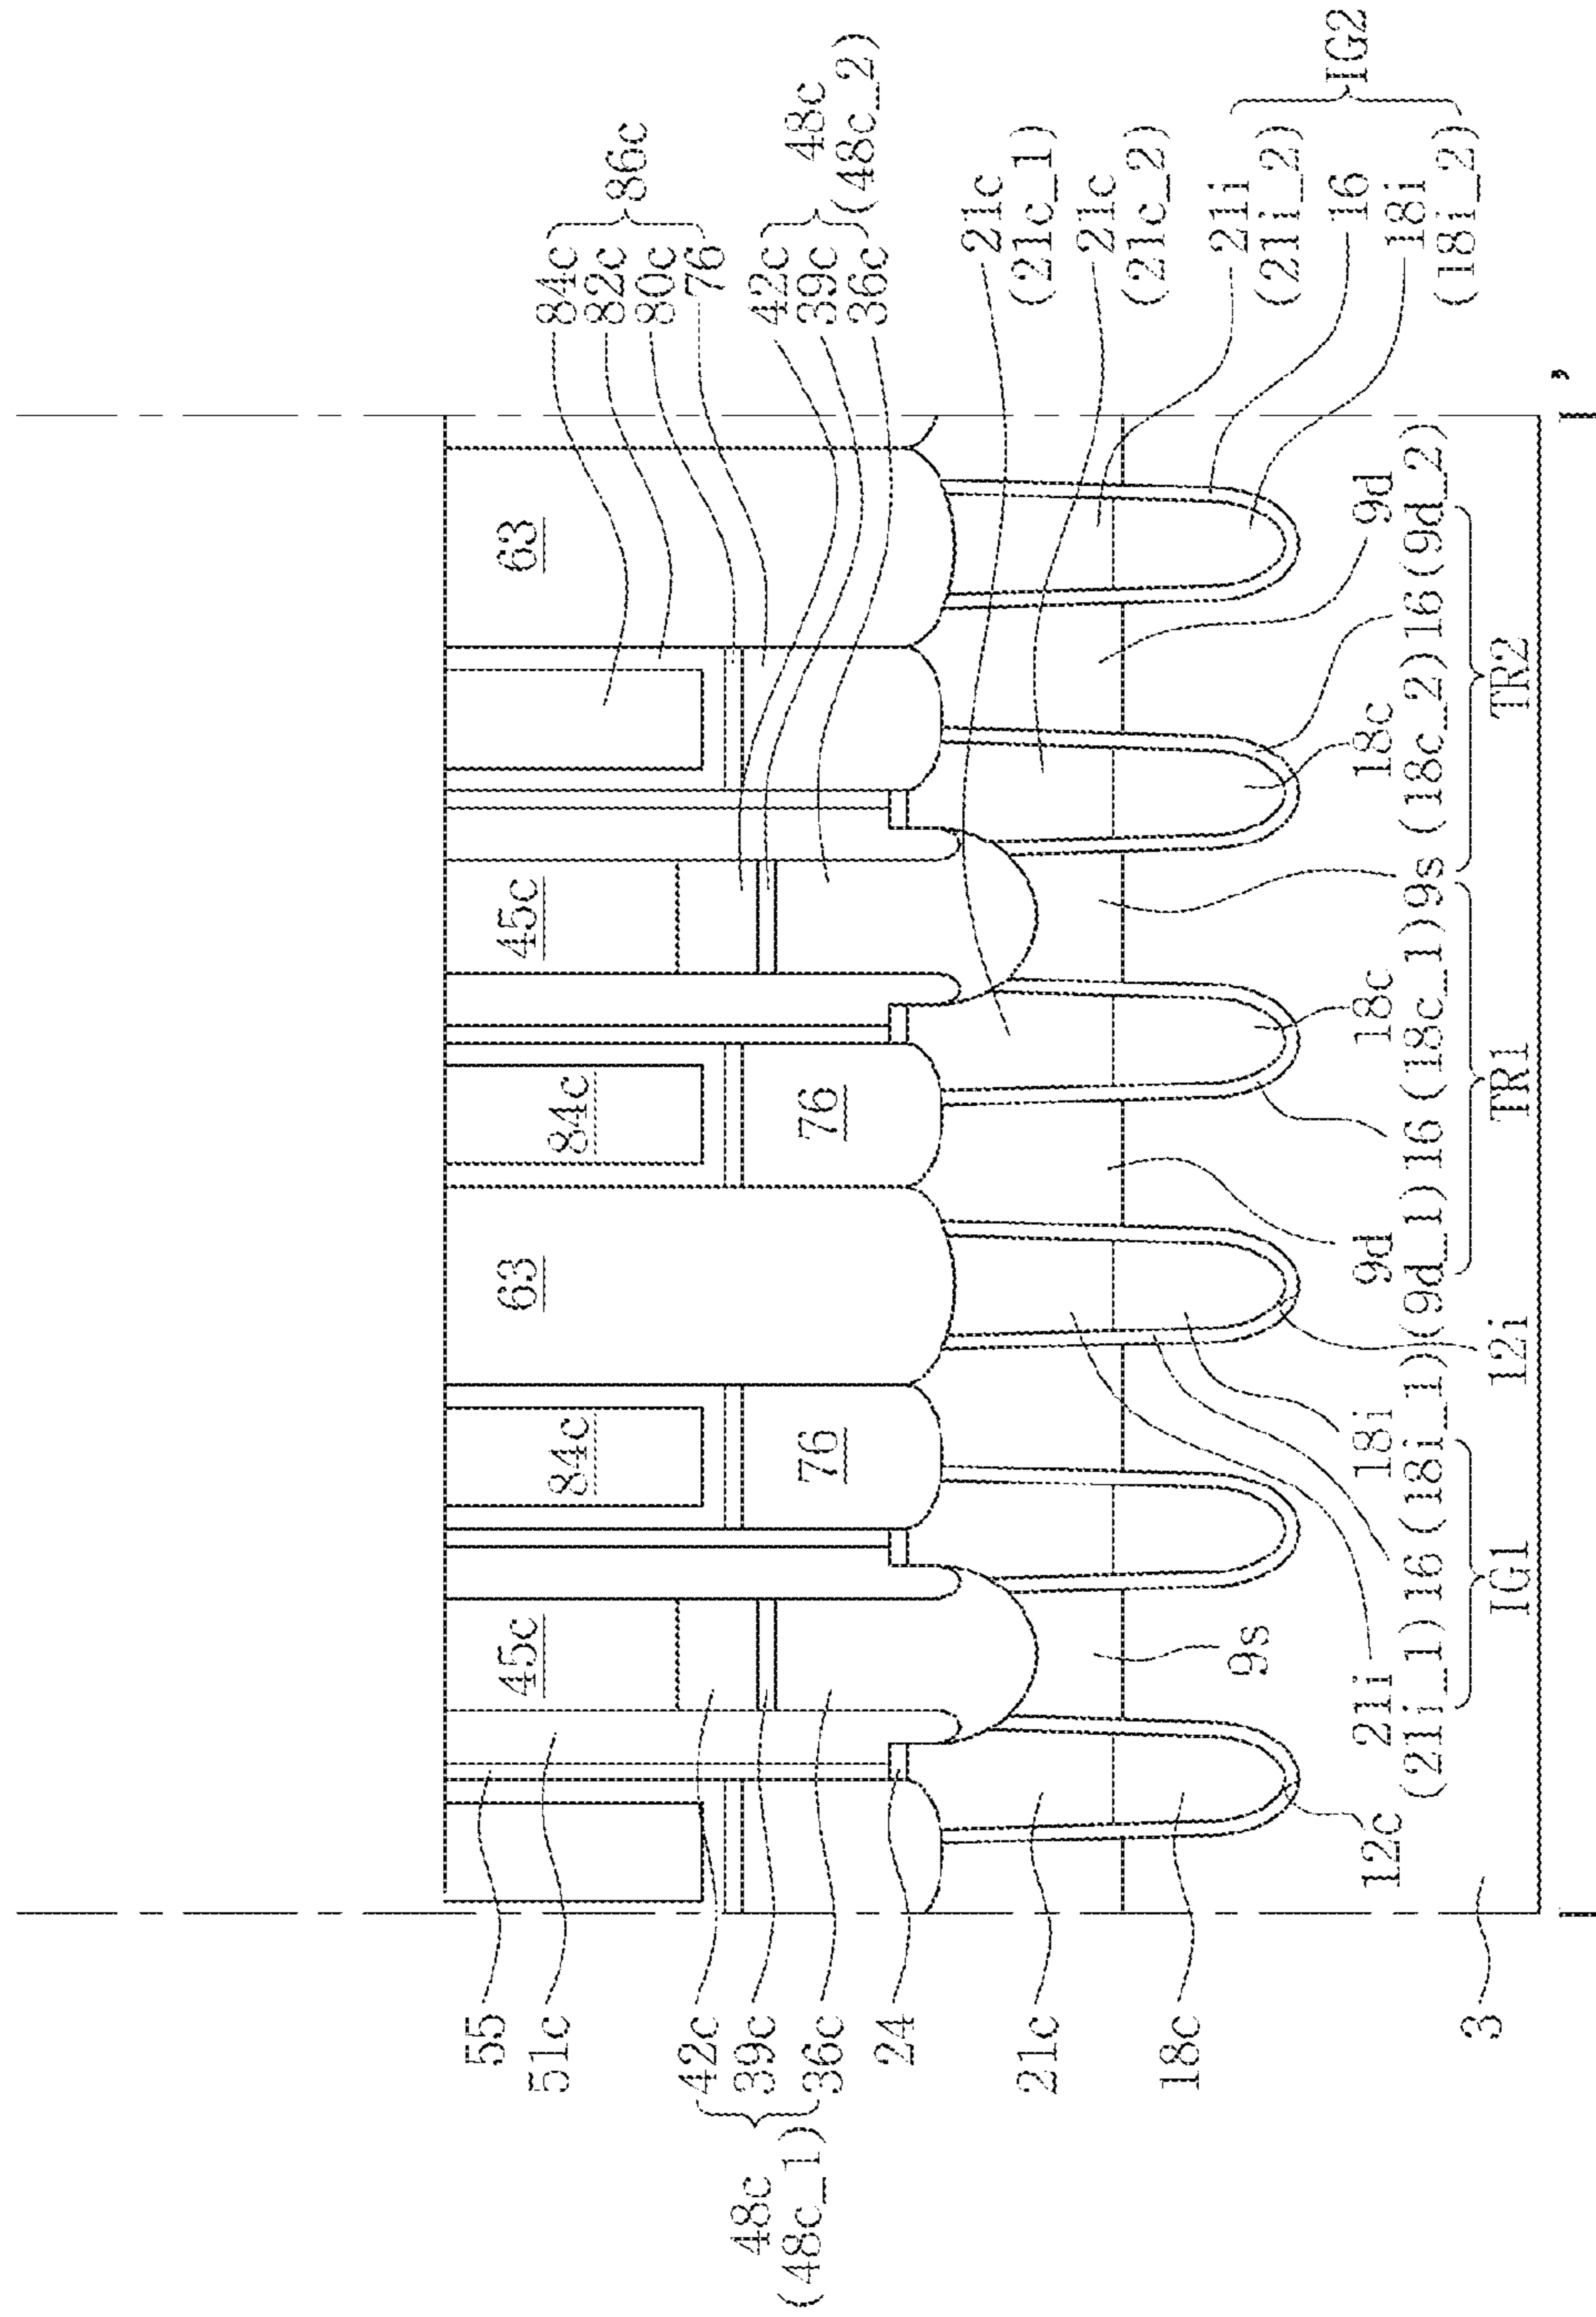 55
51c
42c
39c
36c
48c
(48c_1)
24
21c
18c
3
45c 63 45c 63
84c 84c
76 76
9s
84c
82c
80c
76
86c
42c
39c
36c
48c
(48c_2)
21c
(21c_1)
21c
(21c_2)
21i
(21i_2)
16
18i
(18i_2)
IG2
12c 21i 18i 9d 18c 18c 9d
(21i_1) 16 (18i_1) (9d_1) 16 (18c_1) 9s (18c_2) 16 (9d_2)
IG1 12i TR1 TR2